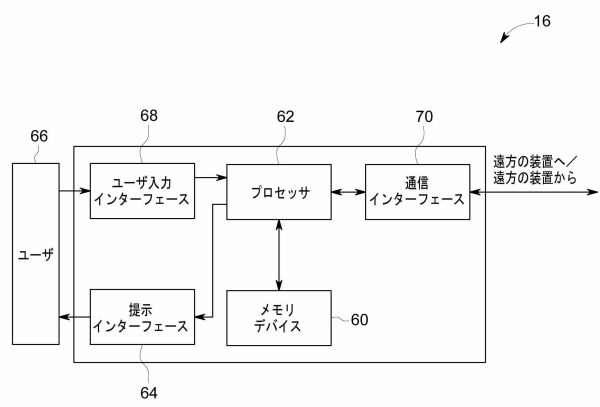 16
66
68
62
70
ユーザ
ユーザ入力
インターフェース
プロセッサ
通信
インターフェース
遠方の装置へ/
遠方の装置から
提示
インターフェース
メモリ
デバイス
60
64